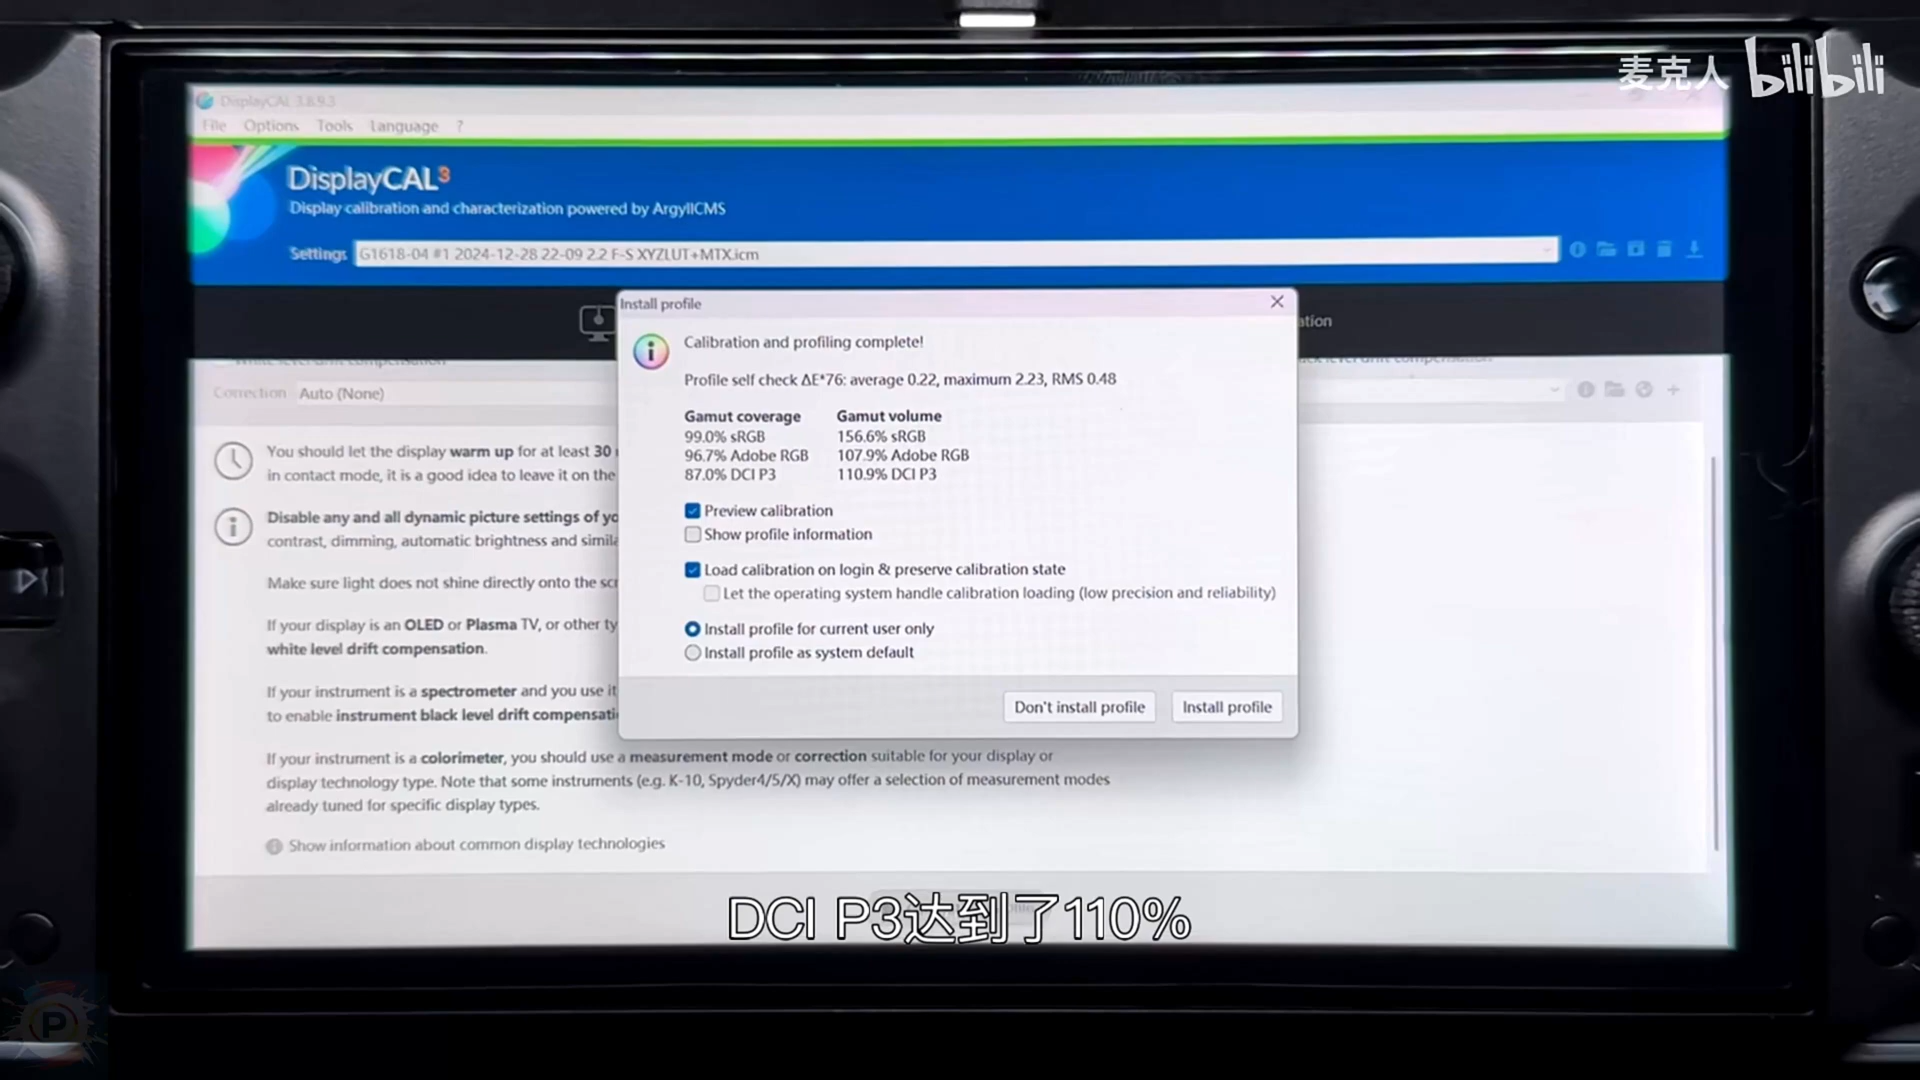 麦克人 bilibili
DisplayCAL 3.8.9.3
File Options Tools Language ?
DisplayCAL3
Display calibration and characterization powered by ArgyllCMS
Settings G1618-04 #1 2024-12-28 22-09 2.2 F-S XYZLUT+MTX.icm
Install profile
ation
Calibration and profiling complete!
Profile self check ΔE*76: average 0.22, maximum 2.23, RMS 0.48
Gamut coverage Gamut volume
99.0% sRGB 156.6% sRGB
96.7% Adobe RGB 107.9% Adobe RGB
87.0% DCI P3 110.9% DCI P3
Preview calibration
Show profile information
Load calibration on login & preserve calibration state
Let the operating system handle calibration loading (low precision and reliability)
Install profile for current user only
Install profile as system default
Don't install profile Install profile
Correction Auto (None)
You should let the display warm up for at least 30
in contact mode, it is a good idea to leave it on the
Disable any and all dynamic picture settings of yo
contrast, dimming, automatic brightness and simila
Make sure light does not shine directly onto the scr
If your display is an OLED or Plasma TV, or other ty
white level drift compensation.
If your instrument is a spectrometer and you use it
to enable instrument black level drift compensati
If your instrument is a colorimeter, you should use a measurement mode or correction suitable for your display or
display technology type. Note that some instruments (e.g. K-10, Spyder4/5/X) may offer a selection of measurement modes
already tuned for specific display types.
Show information about common display technologies
DCI P3达到了110%
P